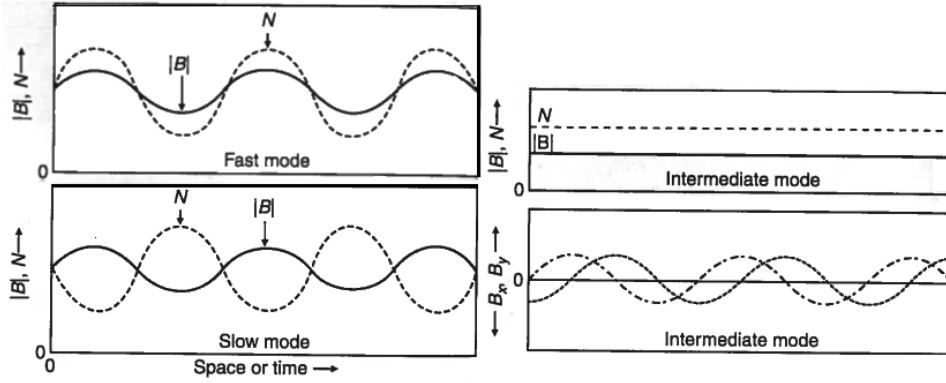 |B|, N
N
|B|
Fast mode
0
|B|, N
N
|B|
Slow mode
0
0
Space or time
|B|, N
N
|B|
Intermediate mode
0
Bx, By
0
Intermediate mode